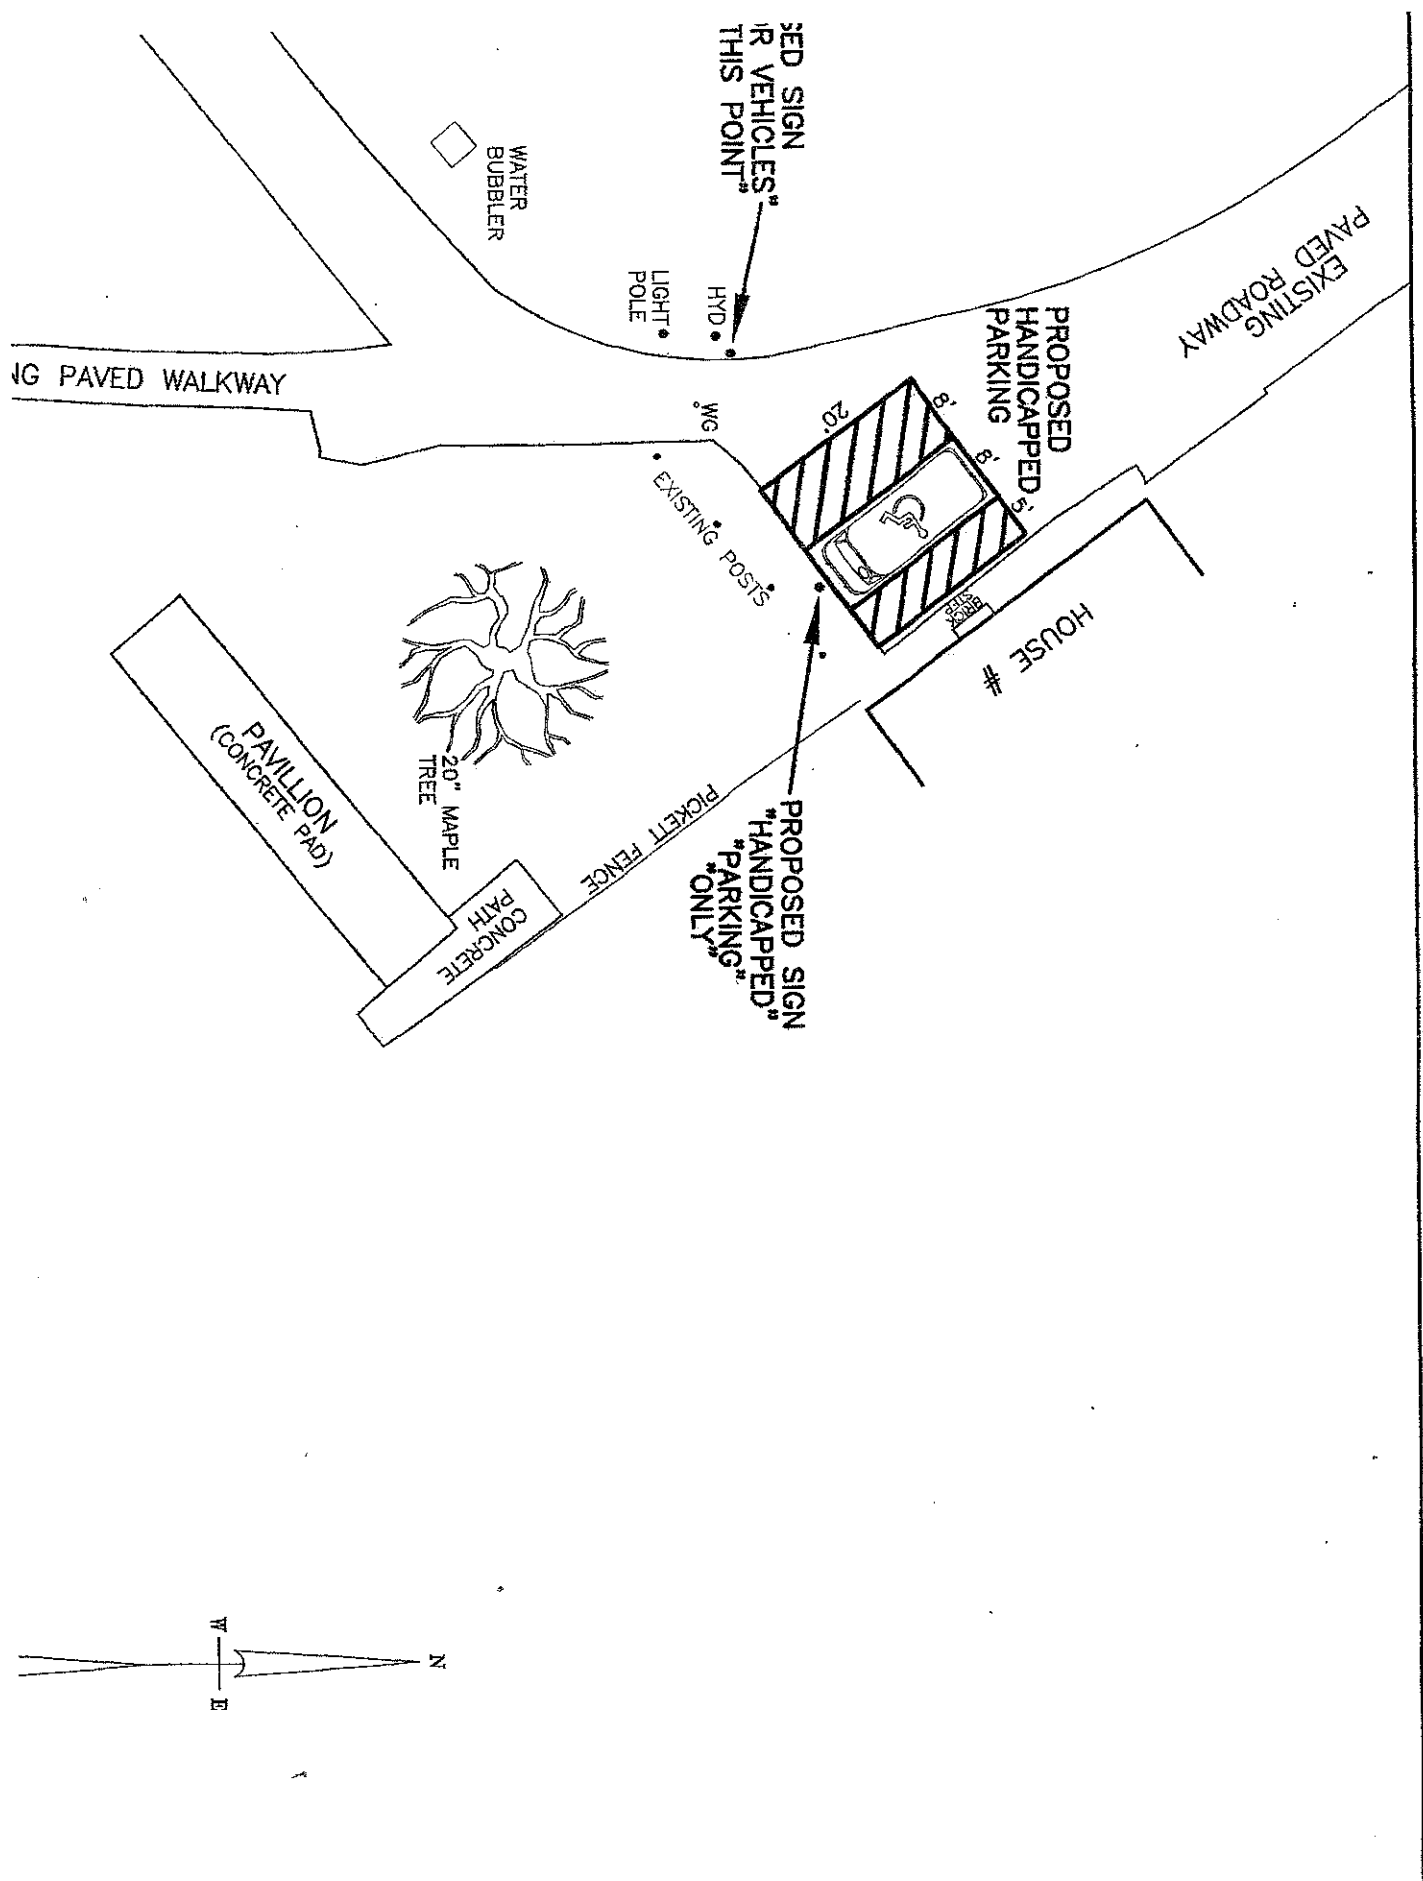 SED SIGN
OR VEHICLES"
THIS POINT"
WATER
BUBBLER
LIGHT
POLE
HYD
EXISTING
PAVED ROADWAY
PROPOSED
HANDICAPPED
PARKING
8'
8'
5'
20'
WG
NG PAVED WALKWAY
EXISTING POSTS
BRICK
STEP
HOUSE #
20" MAPLE
TREE
PAVILLION
(CONCRETE PAD)
PICKETT FENCE
CONCRETE
PATH
PROPOSED SIGN
"HANDICAPPED"
"PARKING"
"ONLY"
N
W
E